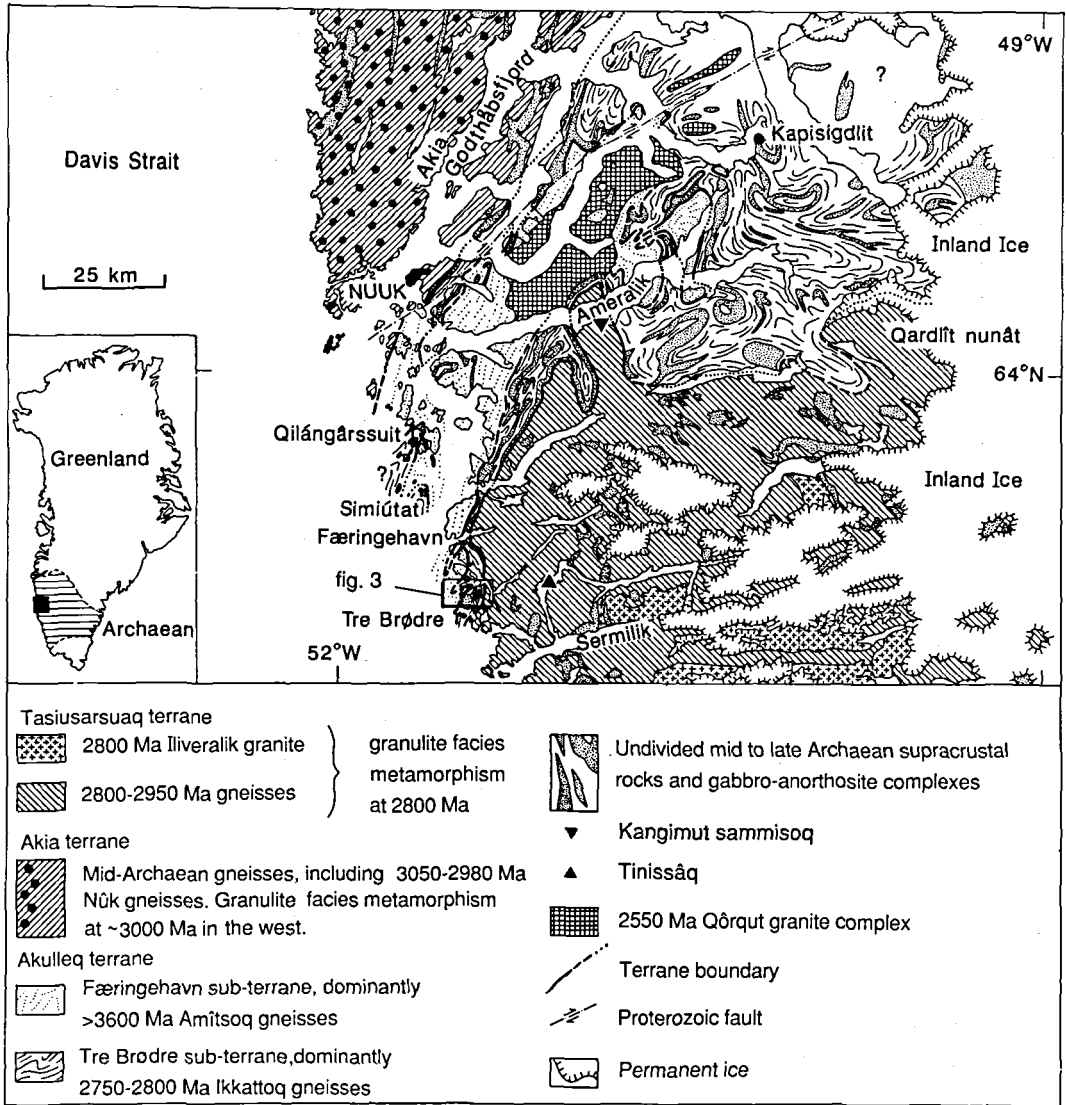 49°W
?
Kapisigdlit
Akia
Godthåbsfjord
Davis Strait
Inland Ice
25 km
NUUK
Ameralik
Qardlît nunât
64°N
Qilángârssuit
Greenland
?
Inland Ice
Simiútat
Færingehavn
fig. 3
Tre Brødre
Archaean
Sermilik
52°W
Tasiusarsuaq terrane
2800 Ma Iliveralik granite
2800-2950 Ma gneisses
granulite facies
metamorphism
at 2800 Ma
Akia terrane
Mid-Archaean gneisses, including 3050-2980 Ma
Nûk gneisses. Granulite facies metamorphism
at ~3000 Ma in the west.
Akulleq terrane
Færingehavn sub-terrane, dominantly
>3600 Ma Amîtsoq gneisses
Tre Brødre sub-terrane,dominantly
2750-2800 Ma Ikkattoq gneisses
Undivided mid to late Archaean supracrustal
rocks and gabbro-anorthosite complexes
Kangimut sammisoq
Tinissâq
2550 Ma Qôrqut granite complex
Terrane boundary
Proterozoic fault
Permanent ice